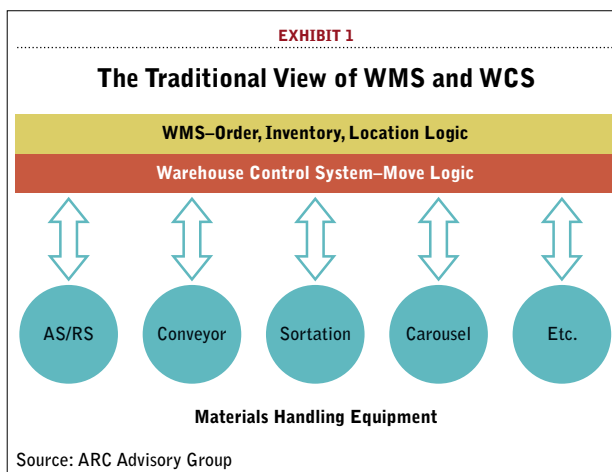 EXHIBIT 1
The Traditional View of WMS and WCS
WMS–Order, Inventory, Location Logic
Warehouse Control System–Move Logic
AS/RS
Conveyor
Sortation
Carousel
Etc.
Materials Handling Equipment
Source: ARC Advisory Group